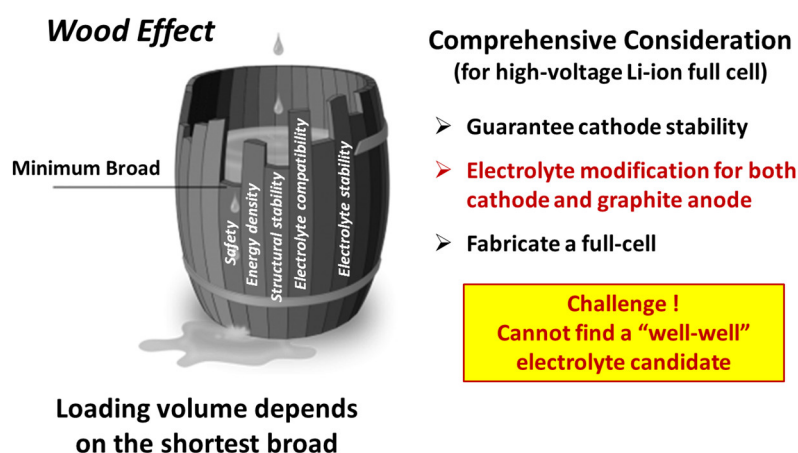 Wood Effect
Minimum Broad
Safety
Energy density
Structural stability
Electrolyte compatibility
Electrolyte stability
Loading volume depends
on the shortest broad
Comprehensive Consideration
(for high-voltage Li-ion full cell)
➢ Guarantee cathode stability
➢ Electrolyte modification for both
cathode and graphite anode
➢ Fabricate a full-cell
Challenge !
Cannot find a “well-well”
electrolyte candidate